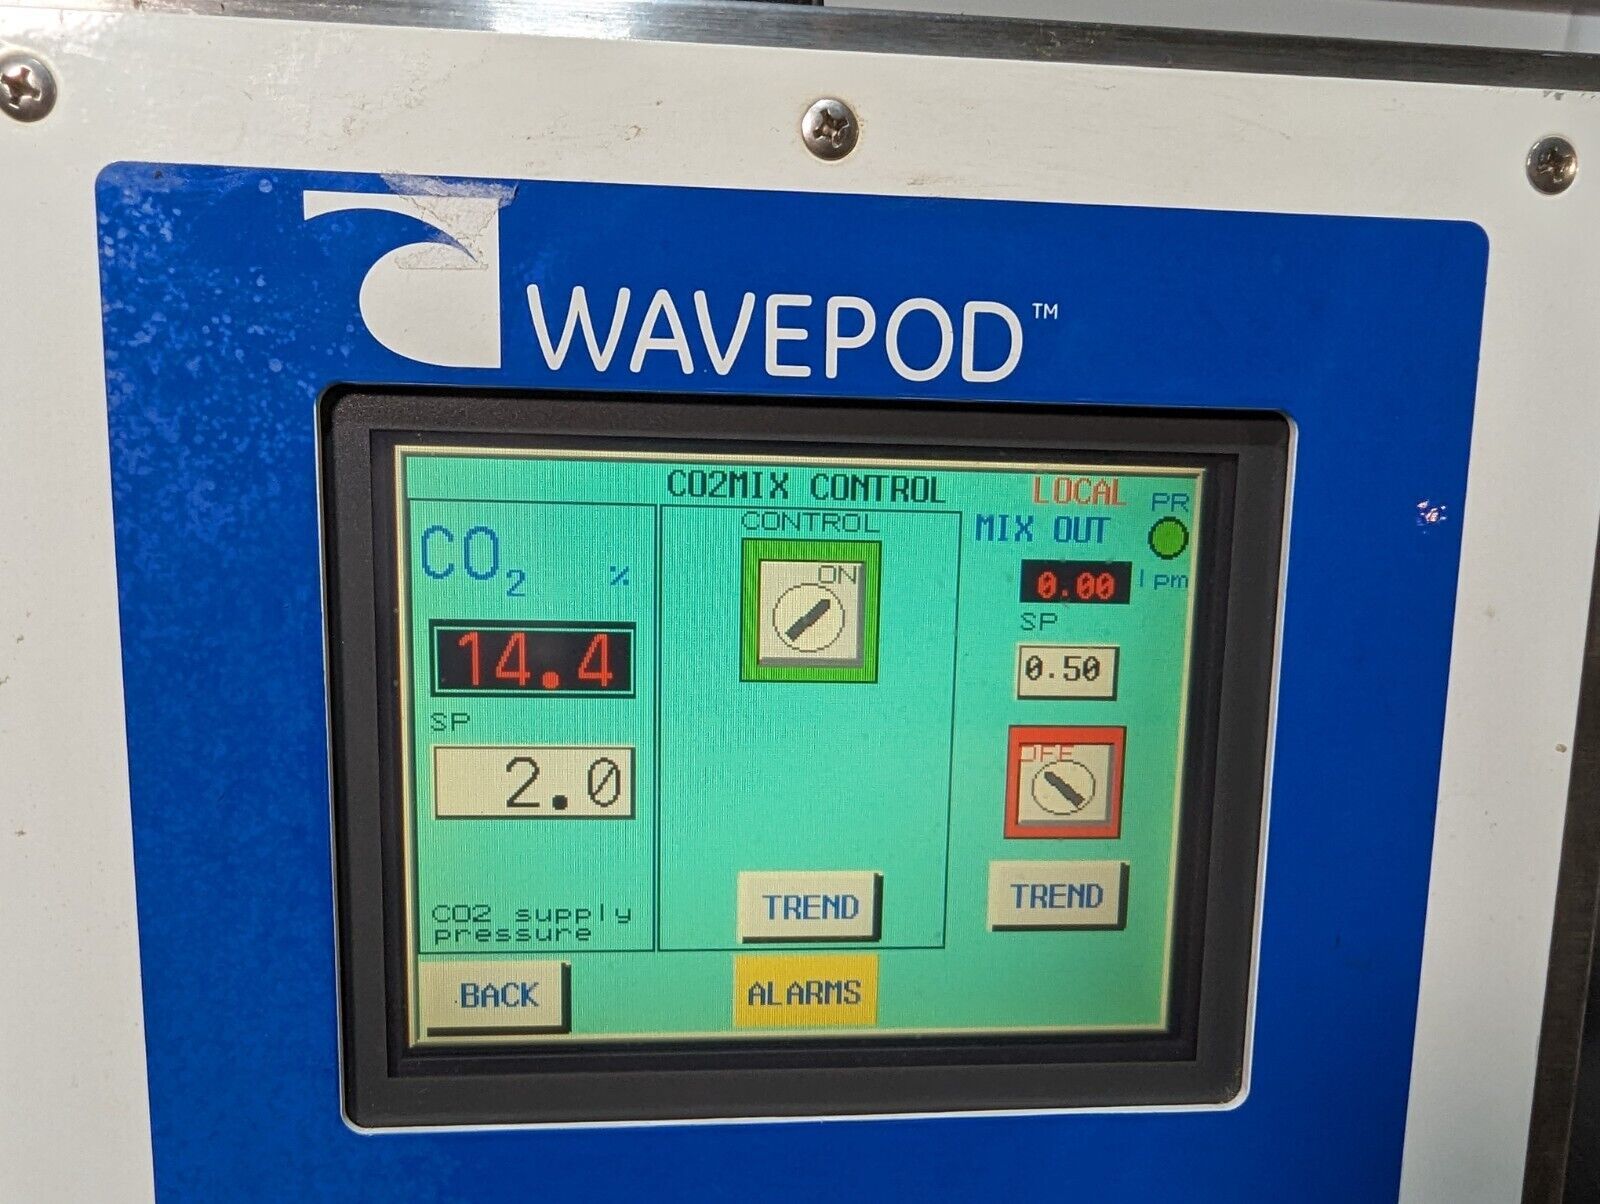 WAVEPOD™
CO2MIX CONTROL
LOCAL
PR
CO₂ %
14.4
SP
2.0
CO2 supply
pressure
CONTROL
ON
TREND
MIX OUT
0.00 lpm
SP
0.50
OFF
TREND
BACK
ALARMS